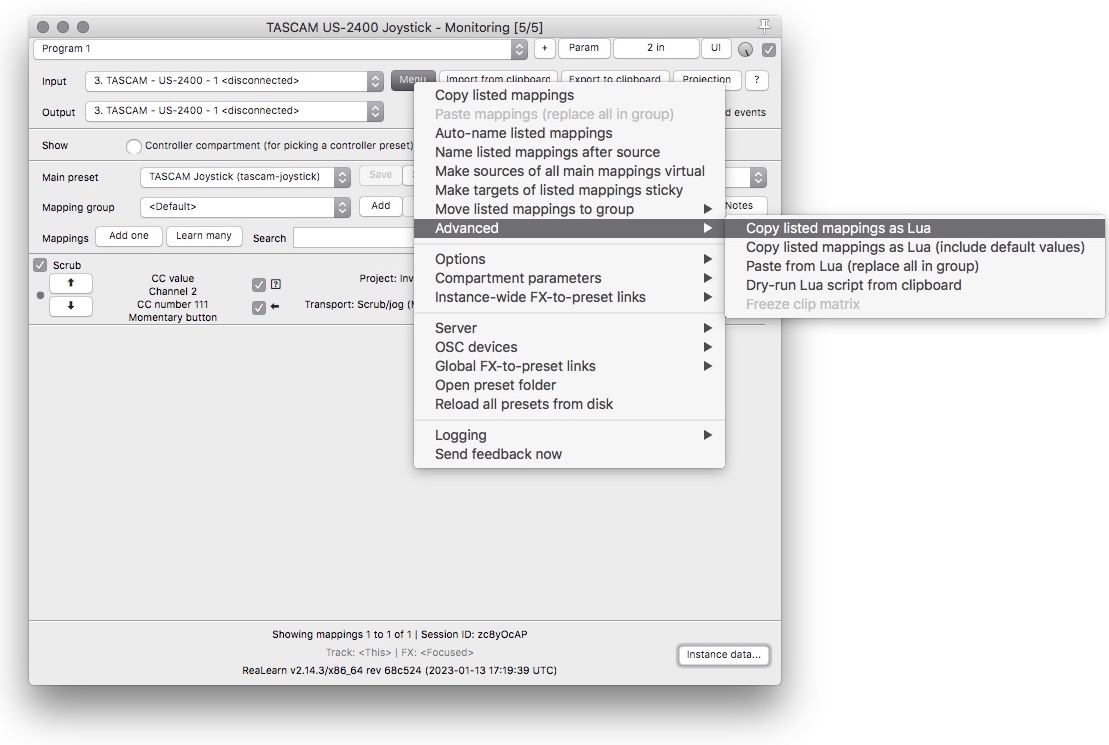 TASCAM US-2400 Joystick - Monitoring [5/5]
Program 1
+
Param
2 in
UI
Input
3. TASCAM - US-2400 - 1 <disconnected>
Menu
Import from clipboard
Export to clipboard
Projection
?
Output
3. TASCAM - US-2400 - 1 <disconnected>
d events
Show
Controller compartment (for picking a controller preset)
Main preset
TASCAM Joystick (tascam-joystick)
Save
Mapping group
<Default>
Add
Notes
Mappings
Add one
Learn many
Search
Scrub
CC value
Channel 2
CC number 111
Momentary button
?
Project: Inv
Transport: Scrub/jog (M
Copy listed mappings
Paste mappings (replace all in group)
Auto-name listed mappings
Name listed mappings after source
Make sources of all main mappings virtual
Make targets of listed mappings sticky
Move listed mappings to group
Advanced
Options
Compartment parameters
Instance-wide FX-to-preset links
Server
OSC devices
Global FX-to-preset links
Open preset folder
Reload all presets from disk
Logging
Send feedback now
Copy listed mappings as Lua
Copy listed mappings as Lua (include default values)
Paste from Lua (replace all in group)
Dry-run Lua script from clipboard
Freeze clip matrix
Showing mappings 1 to 1 of 1 | Session ID: zc8yOcAP
Track: <This> | FX: <Focused>
ReaLearn v2.14.3/x86_64 rev 68c524 (2023-01-13 17:19:39 UTC)
Instance data...